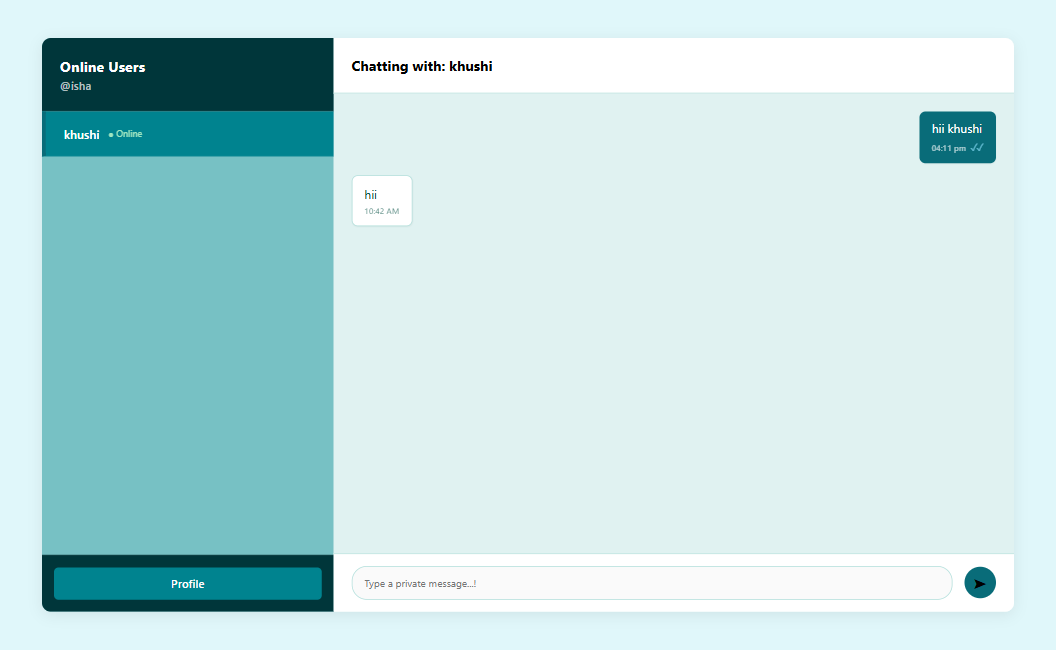 Online Users
@isha
khushi ● Online
Profile
Chatting with: khushi
hii khushi
04:11 pm ✓✓
hii
10:42 AM
Type a private message...!
➤